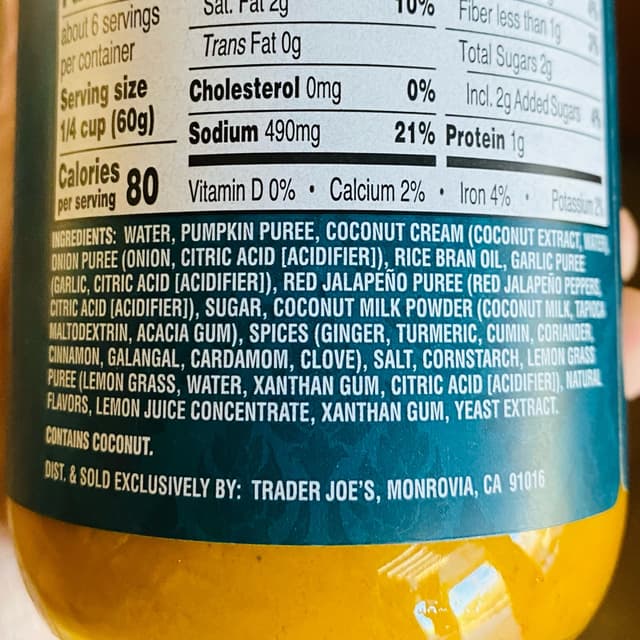 about 6 servings
per container
Serving size
1/4 cup (60g)
Calories
per serving 80
Sat. Fat 2g 10%
Trans Fat 0g
Cholesterol 0mg 0%
Sodium 490mg 21%
Fiber less than 1g
Total Sugars 2g
Incl. 2g Added Sugars
Protein 1g
Vitamin D 0% • Calcium 2% • Iron 4% • Potassium 2%
INGREDIENTS: WATER, PUMPKIN PUREE, COCONUT CREAM (COCONUT EXTRACT, WATER),
ONION PUREE (ONION, CITRIC ACID [ACIDIFIER]), RICE BRAN OIL, GARLIC PUREE
(GARLIC, CITRIC ACID [ACIDIFIER]), RED JALAPEÑO PUREE (RED JALAPEÑO PEPPERS,
CITRIC ACID [ACIDIFIER]), SUGAR, COCONUT MILK POWDER (COCONUT MILK, TAPIOCA
MALTODEXTRIN, ACACIA GUM), SPICES (GINGER, TURMERIC, CUMIN, CORIANDER,
CINNAMON, GALANGAL, CARDAMOM, CLOVE), SALT, CORNSTARCH, LEMON GRASS
PUREE (LEMON GRASS, WATER, XANTHAN GUM, CITRIC ACID [ACIDIFIER]), NATURAL
FLAVORS, LEMON JUICE CONCENTRATE, XANTHAN GUM, YEAST EXTRACT.
CONTAINS COCONUT.
DIST. & SOLD EXCLUSIVELY BY: TRADER JOE'S, MONROVIA, CA 91016